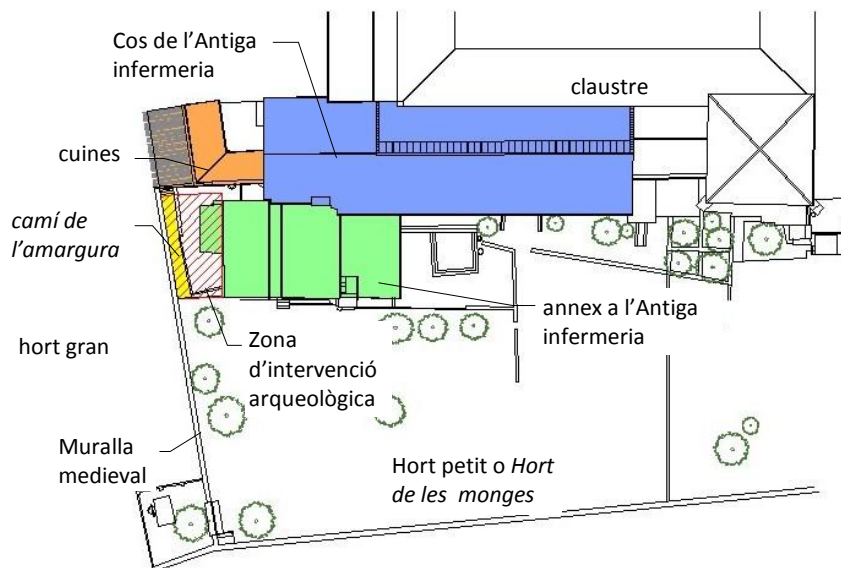 Cos de l’Antiga
infermeria
claustre
cuines
camí de
l’amargura
annex a l’Antiga
infermeria
hort gran
Zona
d’intervenció
arqueològica
Muralla
medieval
Hort petit o Hort
de les monges